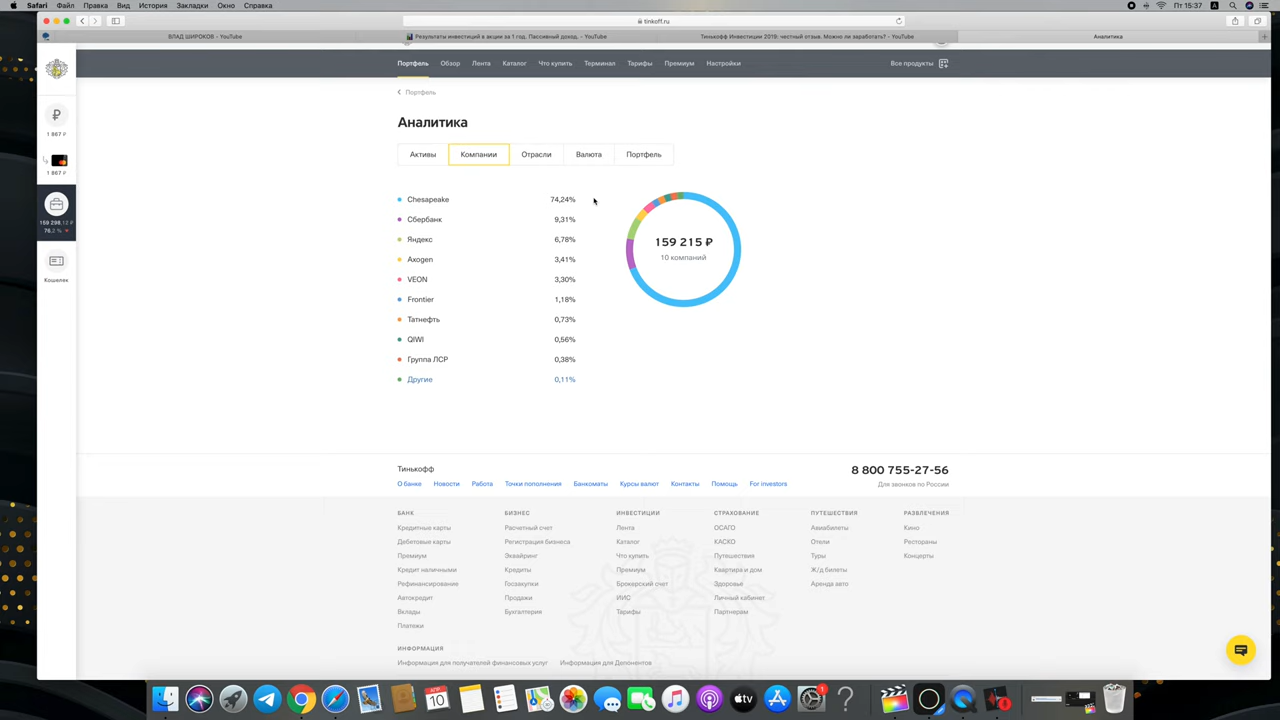 Safari Файл Правка Вид История Закладки Окно Справка
Пт 15:37
tinkoff.ru
ВЛАД ШИРОКОВ - YouTube
Результаты инвестиций в акции за 1 год. Пассивный доход. - YouTube
Тинькофф Инвестиции 2019: честный отзыв. Можно ли заработать? - YouTube
Аналитика
Портфель Обзор Лента Каталог Что купить Терминал Тарифы Премиум Настройки Все продукты
1 867 ₽
1 867 ₽
159 298,12 ₽
76,2 %
Кошелек
Портфель
Аналитика
Активы Компании Отрасли Валюта Портфель
Chesapeake 74,24%
Сбербанк 9,31%
Яндекс 6,78%
Axogen 3,41%
VEON 3,30%
Frontier 1,18%
Татнефть 0,73%
QIWI 0,56%
Группа ЛСР 0,38%
Другие 0,11%
159 215 ₽
10 компаний
Тинькофф
8 800 755-27-56
О банке Новости Работа Точки пополнения Банкоматы Курсы валют Контакты Помощь For investors
Для звонков по России
БАНК
Кредитные карты
Дебетовые карты
Премиум
Кредит наличными
Рефинансирование
Автокредит
Вклады
Платежи
БИЗНЕС
Расчетный счет
Регистрация бизнеса
Эквайринг
Кредиты
Госзакупки
Продажи
Бухгалтерия
ИНВЕСТИЦИИ
Лента
Каталог
Что купить
Премиум
Брокерский счет
ИИС
Тарифы
СТРАХОВАНИЕ
ОСАГО
КАСКО
Путешествия
Квартира и дом
Здоровье
Личный кабинет
Партнерам
ПУТЕШЕСТВИЯ
Авиабилеты
Отели
Туры
Ж/д билеты
Аренда авто
РАЗВЛЕЧЕНИЯ
Кино
Рестораны
Концерты
ИНФОРМАЦИЯ
Информация для получателей финансовых услуг Информация для Депонентов
АПР
10
tv
1